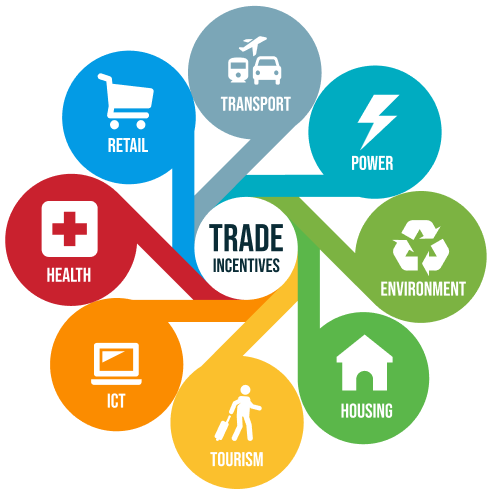 TRANSPORT
RETAIL
POWER
TRADE
INCENTIVES
HEALTH
ENVIRONMENT
ICT
HOUSING
TOURISM